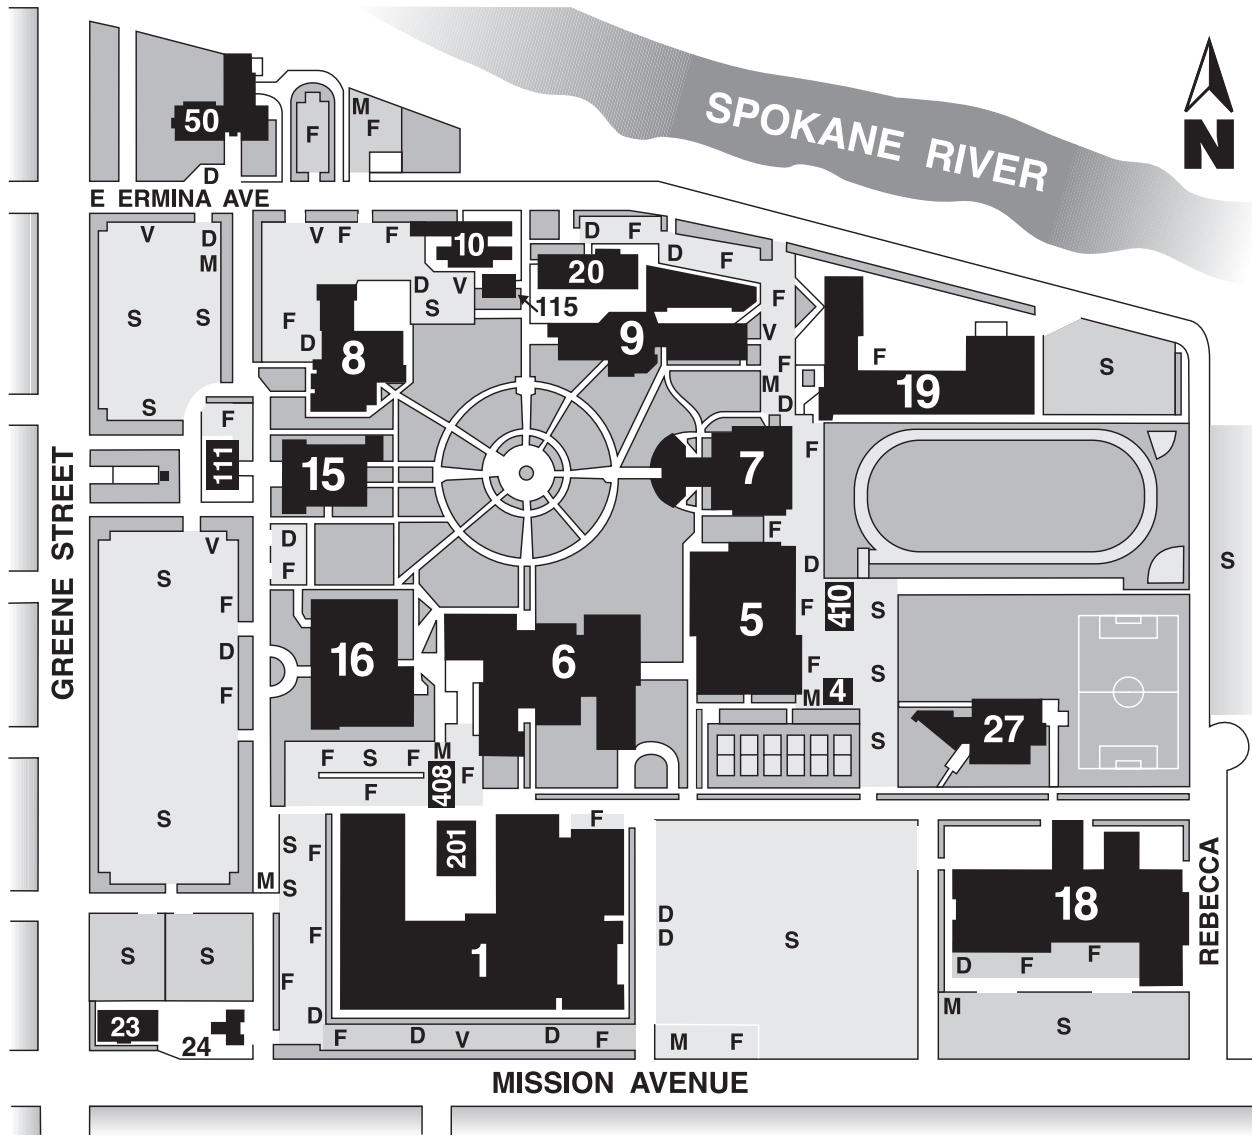 SPOKANE RIVER
N
50
M
F
F
D
E ERMINA AVE
V
D
M
V
F
F
10
D
F
D
F
20
D
V
S
115
F
S
S
F
D
8
9
V
F
M
D
F
19
S
S
F
111
15
7
F
F
GREENE STREET
V
S
D
F
D
S
F
F
410
S
5
D
16
6
F
S
F
M
4
27
S
F
S
F
M
F
408
F
S
F
S
F
201
M
S
18
REBECCA
D
D
S
F
1
S
S
D
F
F
F
M
S
23
24
D
F
D
V
D
F
M
F
MISSION AVENUE